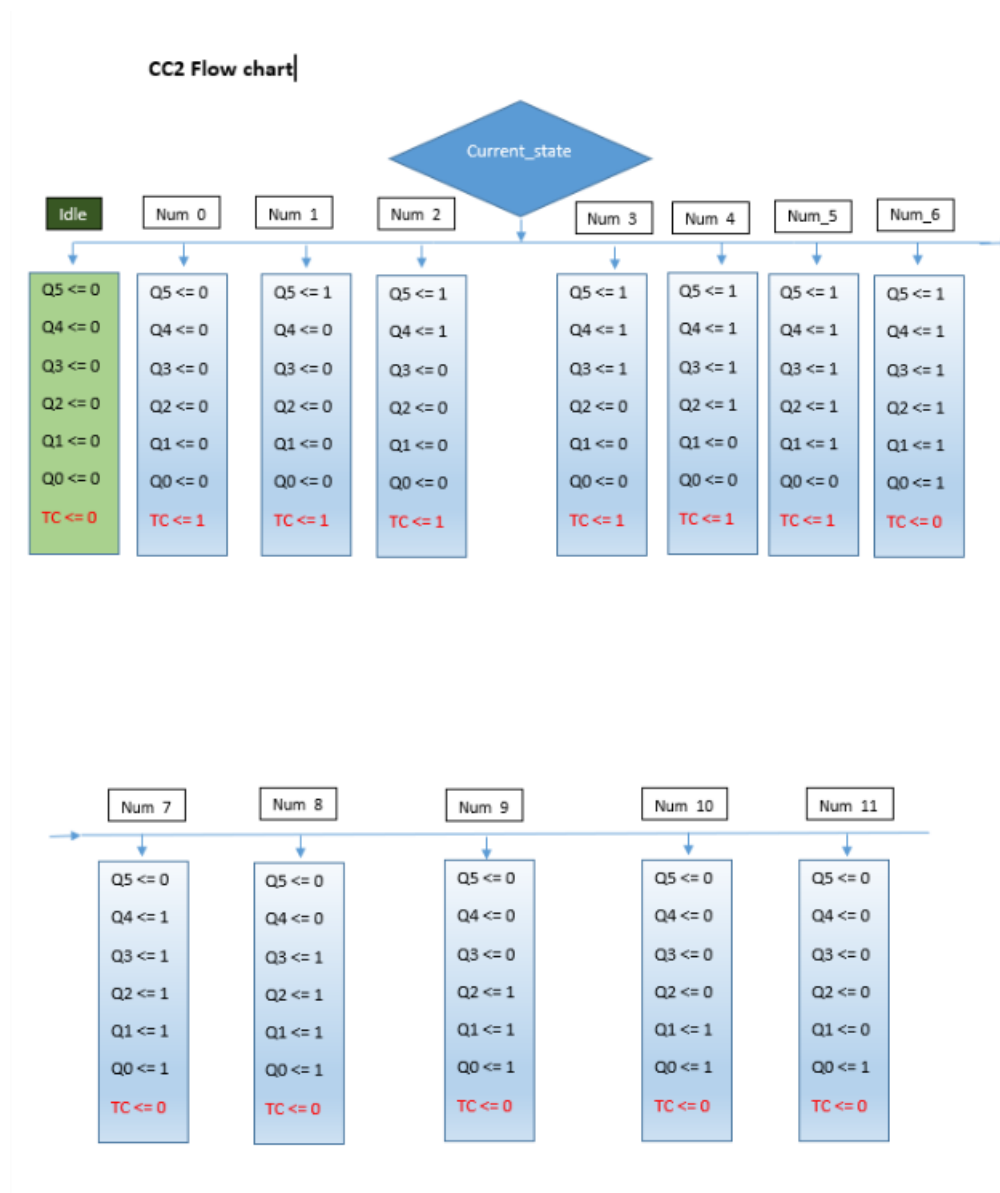 CC2 Flow chart
Current_state
Idle
Num 0
Num 1
Num 2
Num 3
Num 4
Num_5
Num_6
Q5 <= 0
Q4 <= 0
Q3 <= 0
Q2 <= 0
Q1 <= 0
Q0 <= 0
TC <= 0
Q5 <= 0
Q4 <= 0
Q3 <= 0
Q2 <= 0
Q1 <= 0
Q0 <= 0
TC <= 1
Q5 <= 1
Q4 <= 0
Q3 <= 0
Q2 <= 0
Q1 <= 0
Q0 <= 0
TC <= 1
Q5 <= 1
Q4 <= 1
Q3 <= 0
Q2 <= 0
Q1 <= 0
Q0 <= 0
TC <= 1
Q5 <= 1
Q4 <= 1
Q3 <= 1
Q2 <= 0
Q1 <= 0
Q0 <= 0
TC <= 1
Q5 <= 1
Q4 <= 1
Q3 <= 1
Q2 <= 1
Q1 <= 0
Q0 <= 0
TC <= 1
Q5 <= 1
Q4 <= 1
Q3 <= 1
Q2 <= 1
Q1 <= 1
Q0 <= 0
TC <= 1
Q5 <= 1
Q4 <= 1
Q3 <= 1
Q2 <= 1
Q1 <= 1
Q0 <= 1
TC <= 0
Num 7
Num 8
Num 9
Num 10
Num 11
Q5 <= 0
Q4 <= 1
Q3 <= 1
Q2 <= 1
Q1 <= 1
Q0 <= 1
TC <= 0
Q5 <= 0
Q4 <= 0
Q3 <= 1
Q2 <= 1
Q1 <= 1
Q0 <= 1
TC <= 0
Q5 <= 0
Q4 <= 0
Q3 <= 0
Q2 <= 1
Q1 <= 1
Q0 <= 1
TC <= 0
Q5 <= 0
Q4 <= 0
Q3 <= 0
Q2 <= 0
Q1 <= 1
Q0 <= 1
TC <= 0
Q5 <= 0
Q4 <= 0
Q3 <= 0
Q2 <= 0
Q1 <= 0
Q0 <= 1
TC <= 0